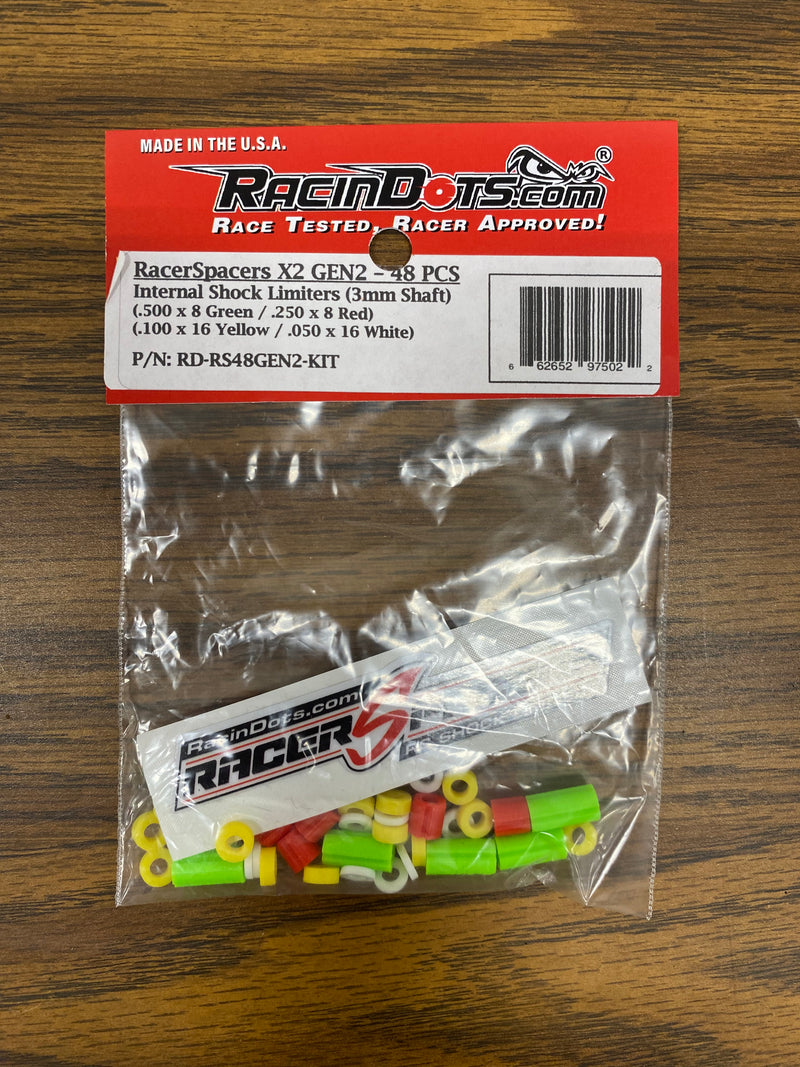 MADE IN THE U.S.A.
RACINDOTS.COM®
RACE TESTED, RACER APPROVED!
RacerSpacers X2 GEN2 – 48 PCS
Internal Shock Limiters (3mm Shaft)
(.500 x 8 Green / .250 x 8 Red)
(.100 x 16 Yellow / .050 x 16 White)
P/N: RD-RS48GEN2-KIT
6 62652 97502 2
RacinDots.com
RACER
SHOCK